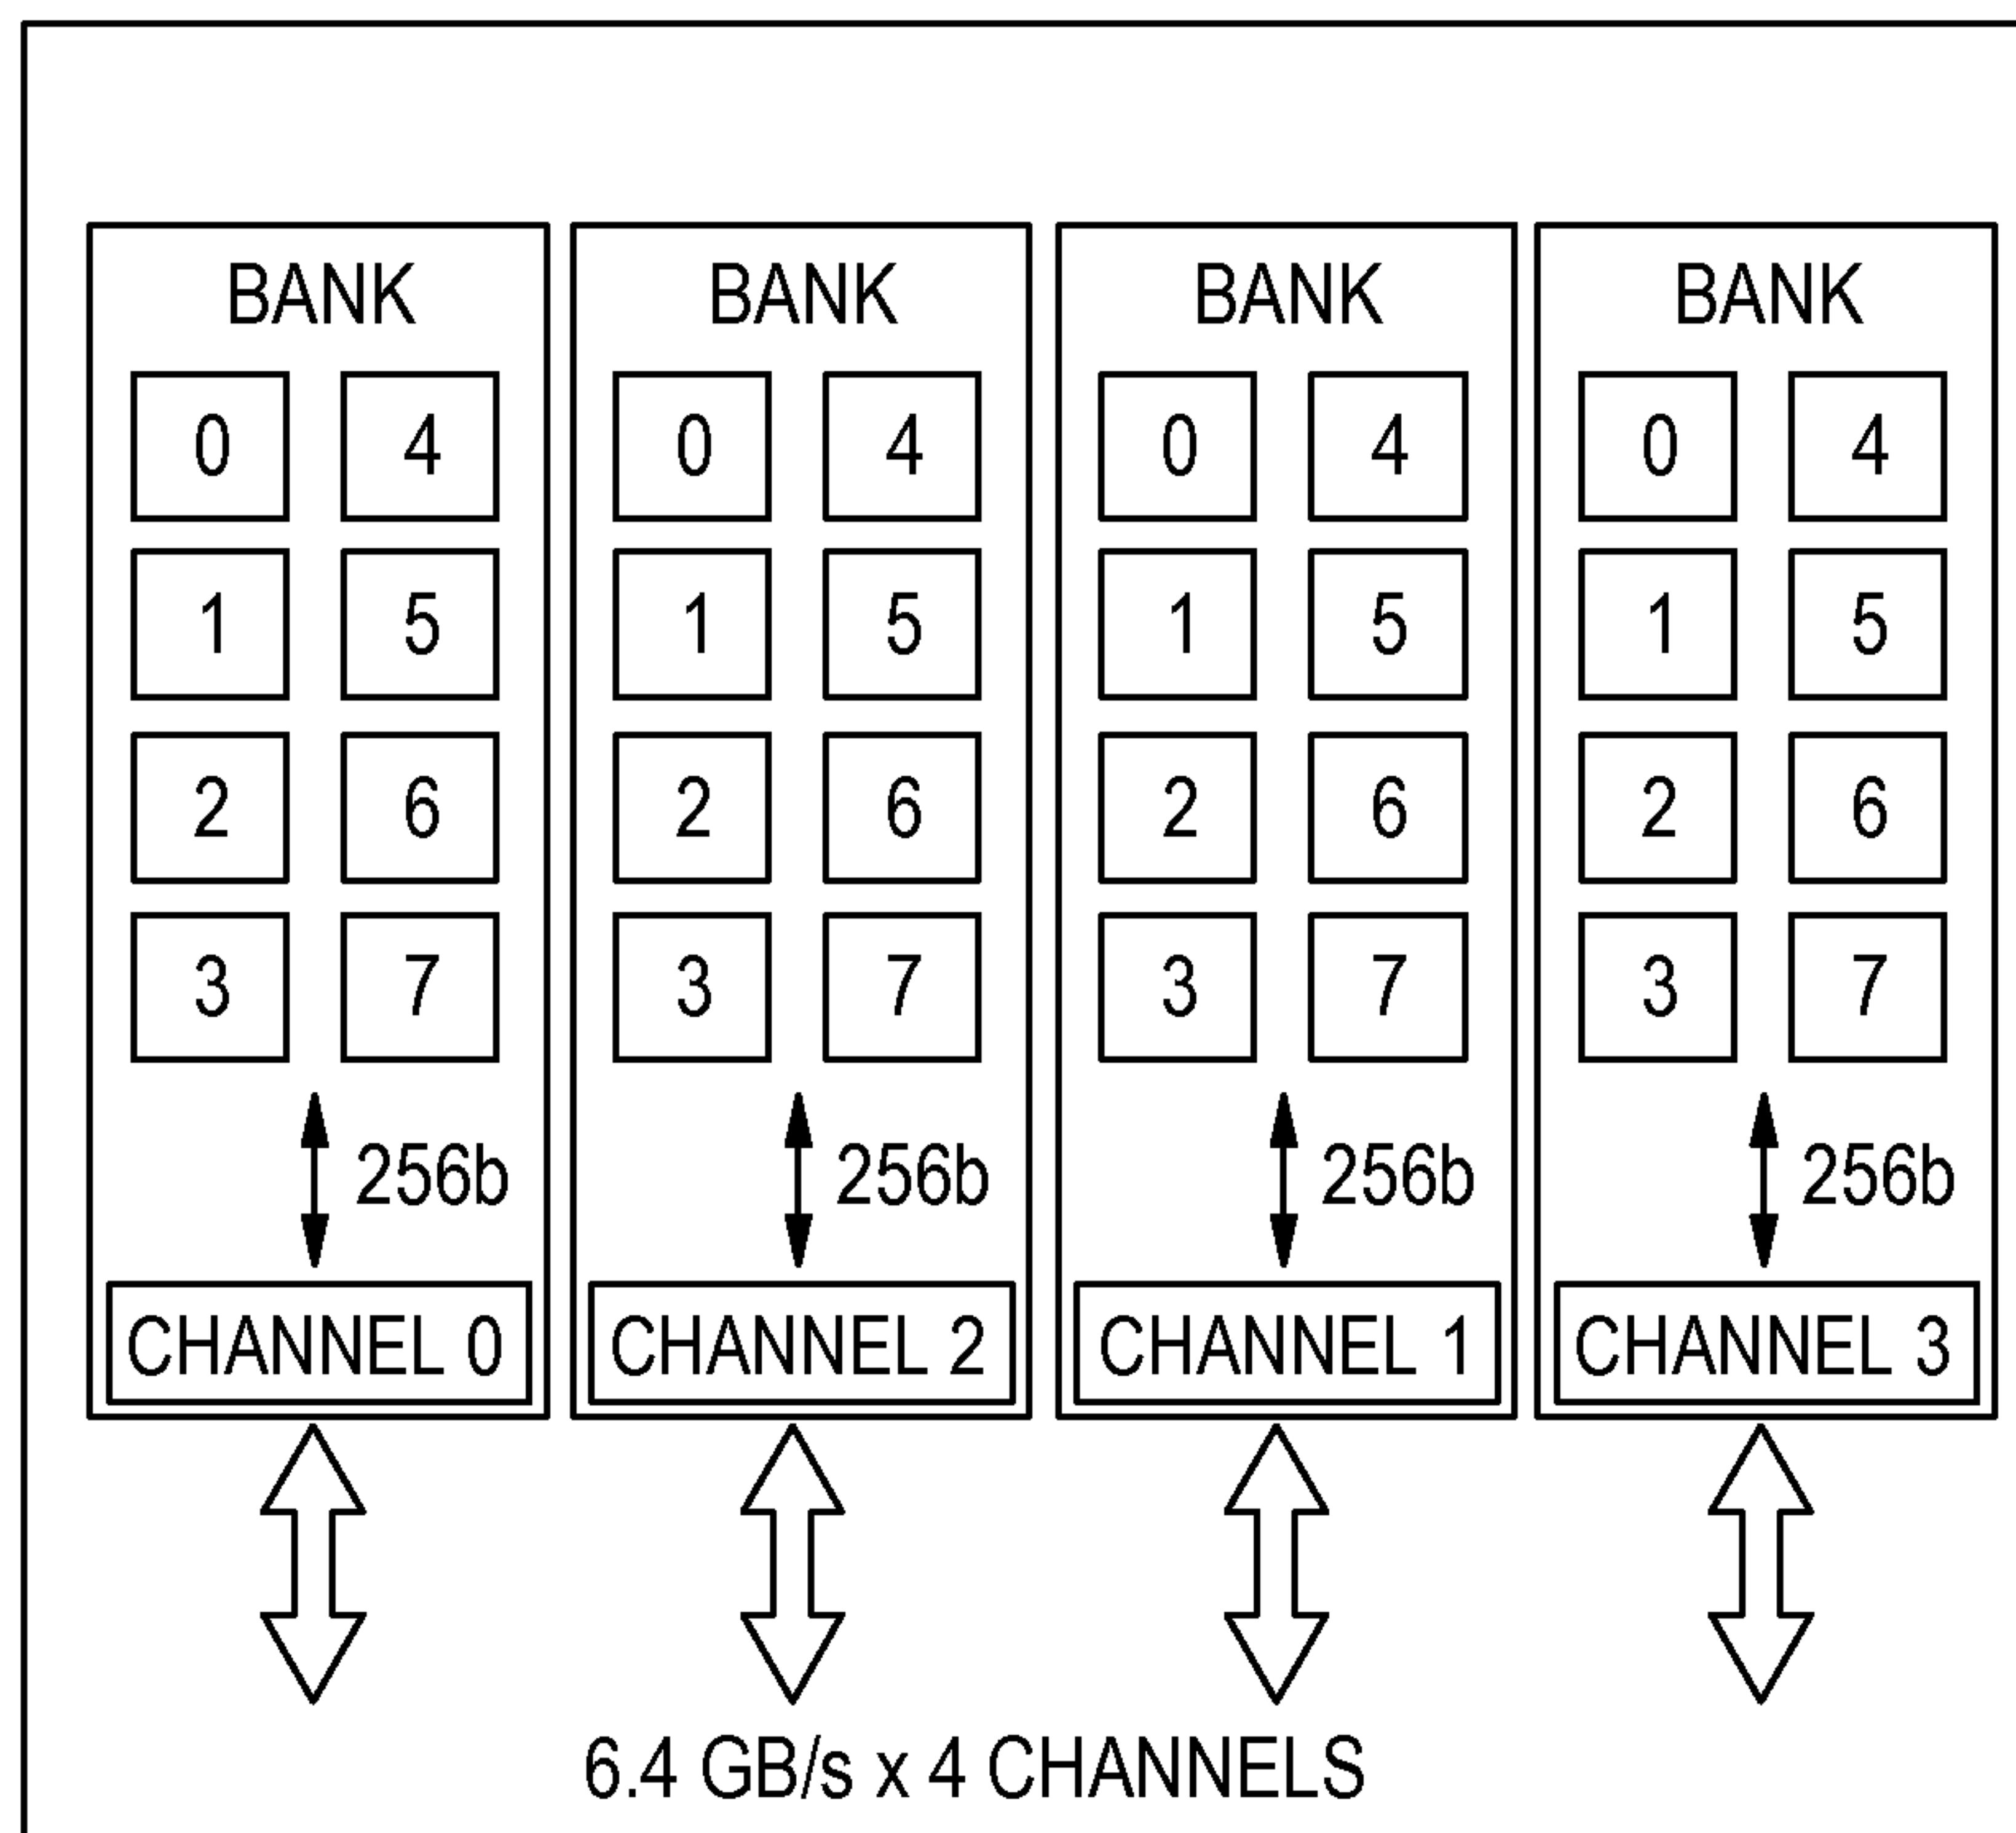 BANK BANK BANK BANK
0 4 0 4 0 4 0 4
1 5 1 5 1 5 1 5
2 6 2 6 2 6 2 6
3 7 3 7 3 7 3 7
256b 256b 256b 256b
CHANNEL 0 CHANNEL 2 CHANNEL 1 CHANNEL 3
6.4 GB/s x 4 CHANNELS